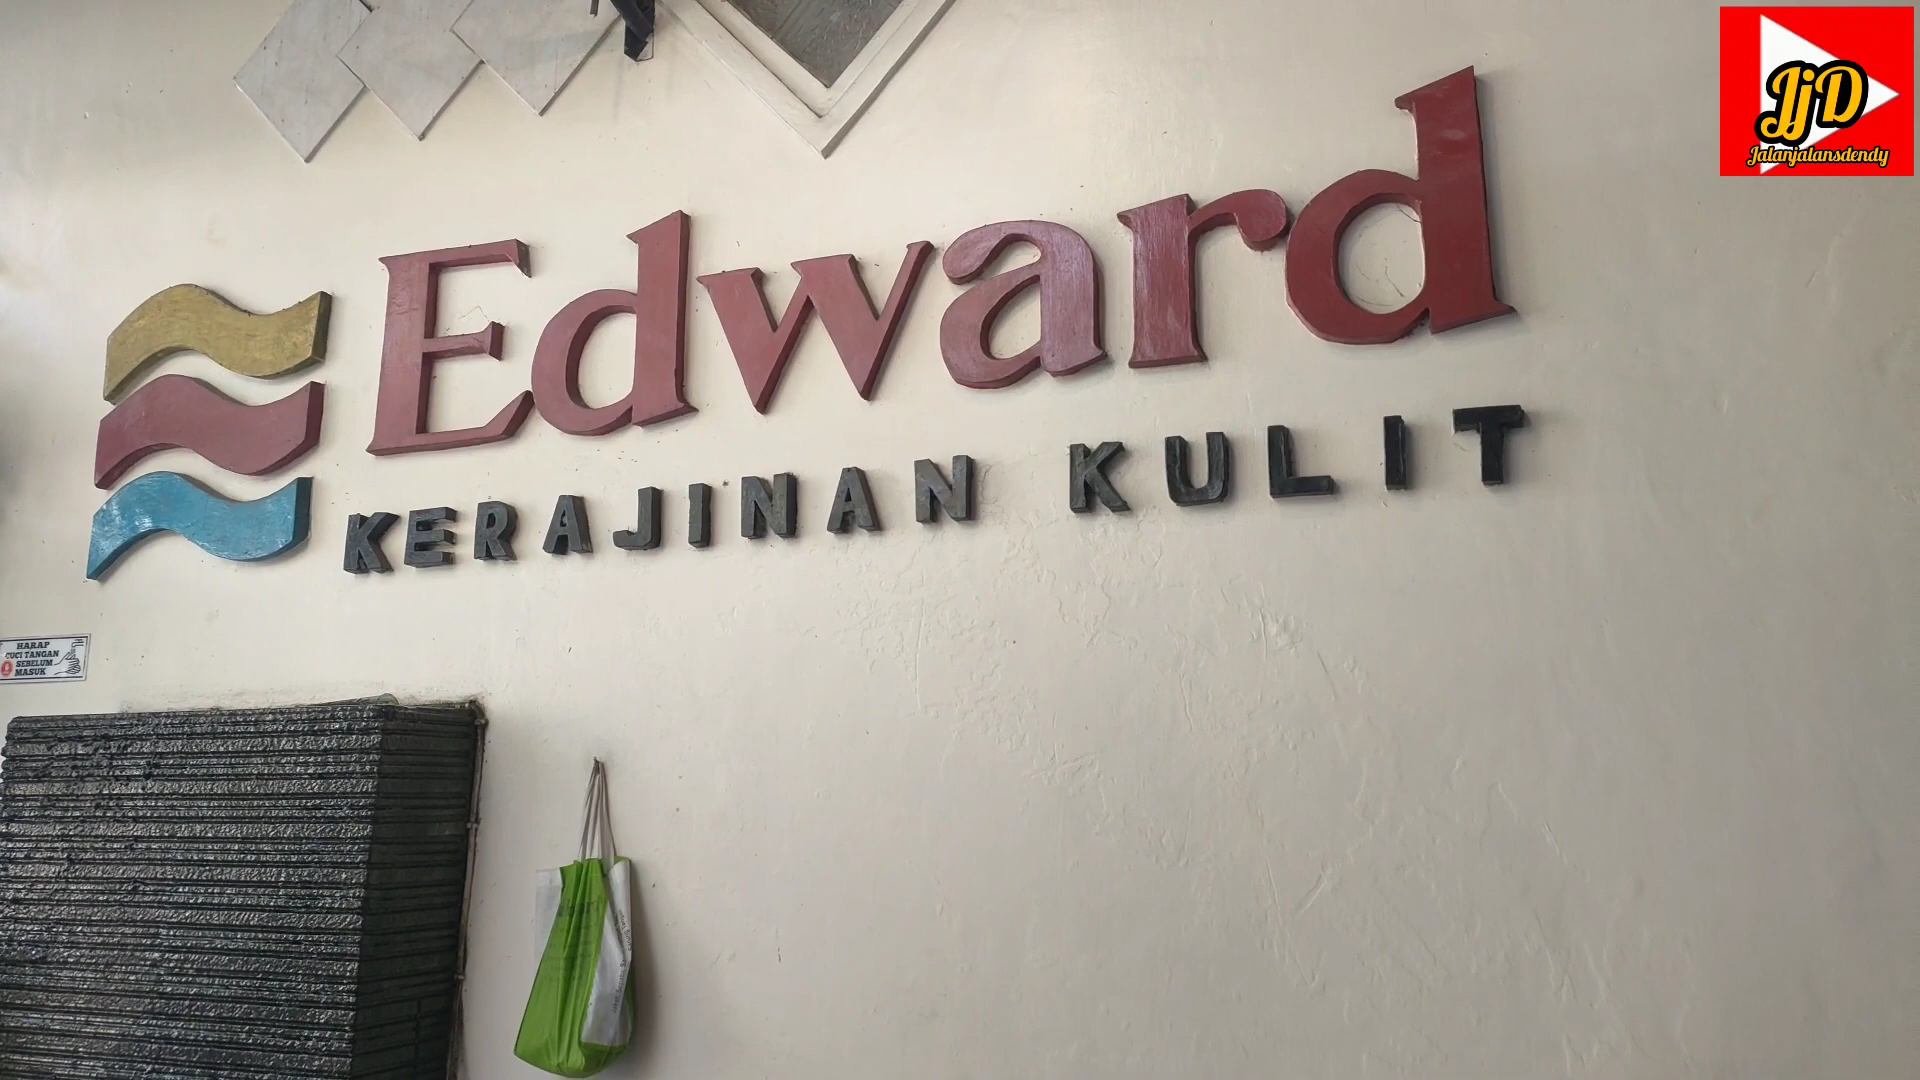 JjD
Jalanjalansdendy
Edward
KERAJINAN KULIT
HARAP
CUCI TANGAN
SEBELUM
MASUK